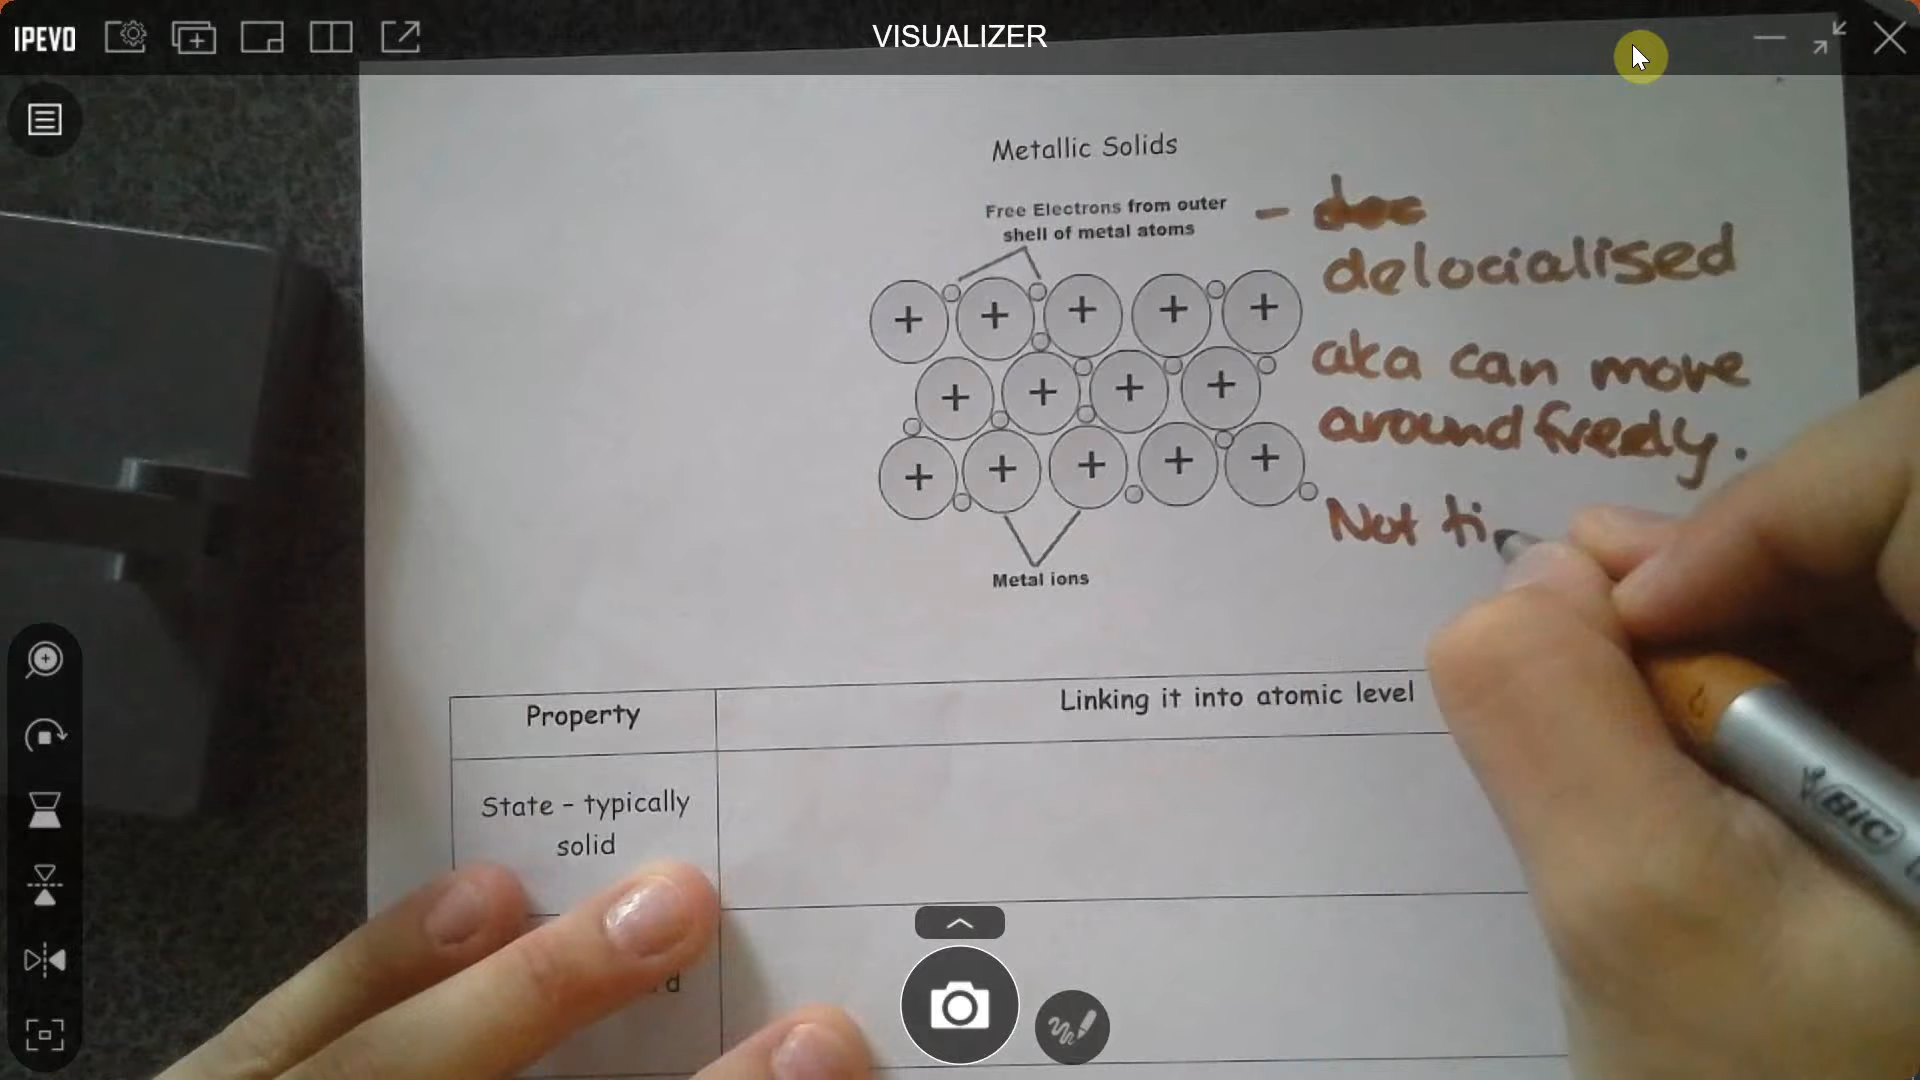 IPEVO
VISUALIZER
Metallic Solids
Free Electrons from outer
shell of metal atoms
-
delocialised
aka can move
around freely.
Not ti
+ + + + +
+ + + +
+ + + + +
Metal ions
Property
Linking it into atomic level
State - typically
solid
d
BIC